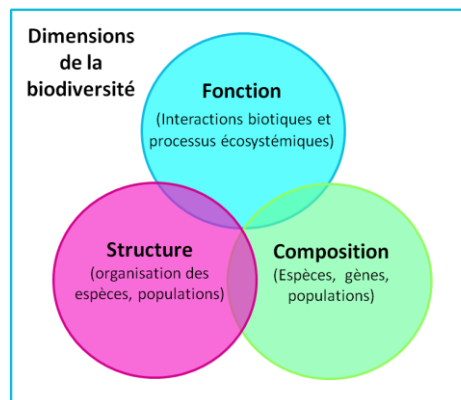 Dimensions
de la
biodiversité
Fonction
(Interactions biotiques et
processus écosystémiques)
Structure
(organisation des
espèces, populations)
Composition
(Espèces, gènes,
populations)